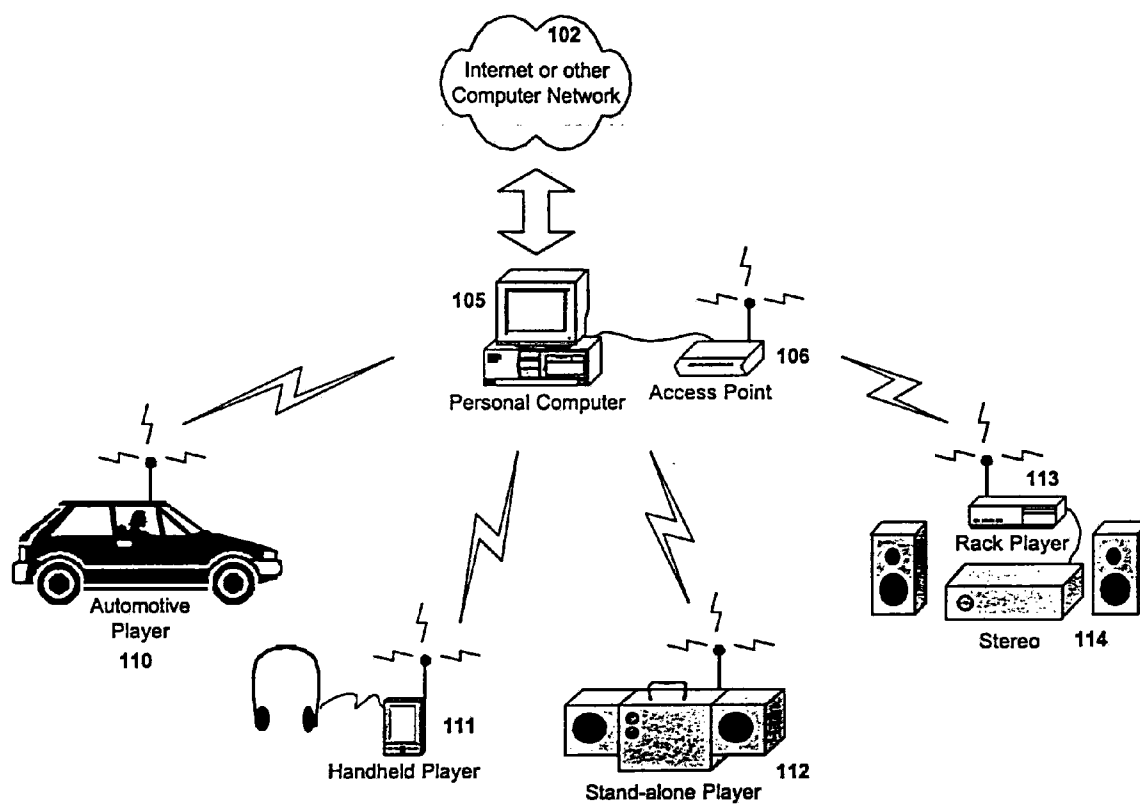 102
Internet or other
Computer Network
105
Personal Computer
106
Access Point
113
Rack Player
Stereo
114
Automotive
Player
110
111
Handheld Player
112
Stand-alone Player